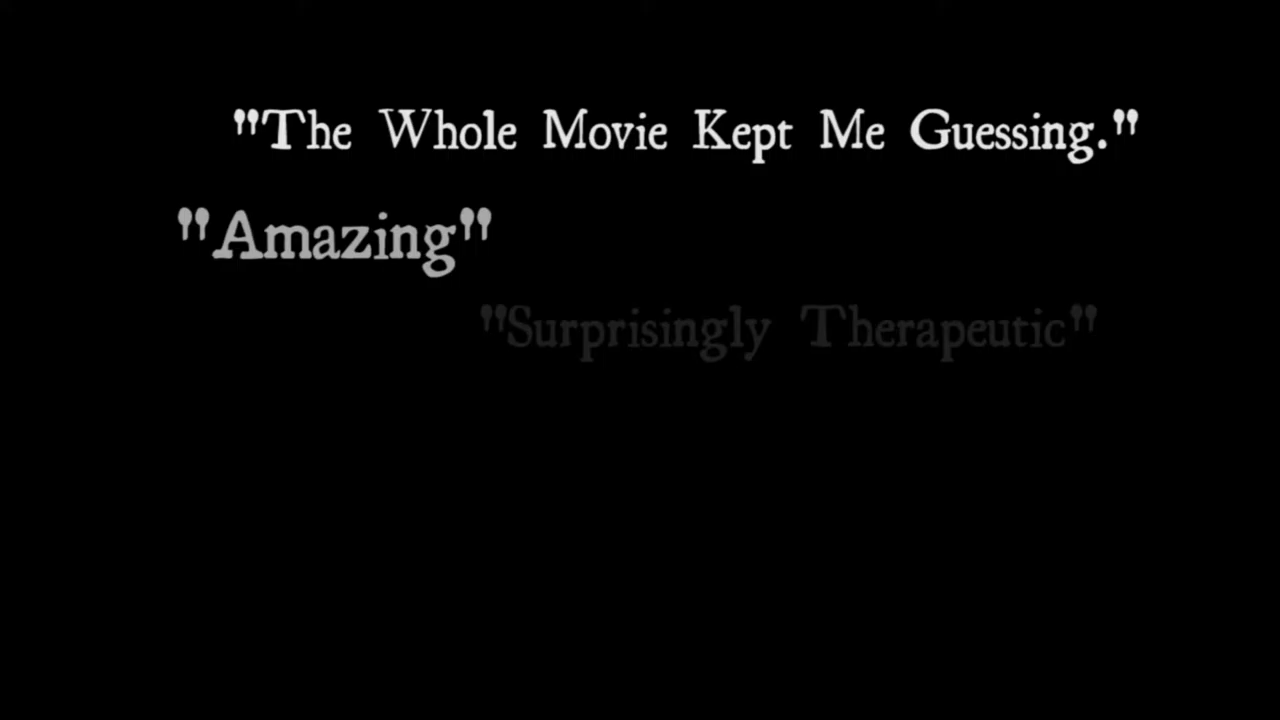 "The Whole Movie Kept Me Guessing."
"Amazing"
"Surprisingly Therapeutic"